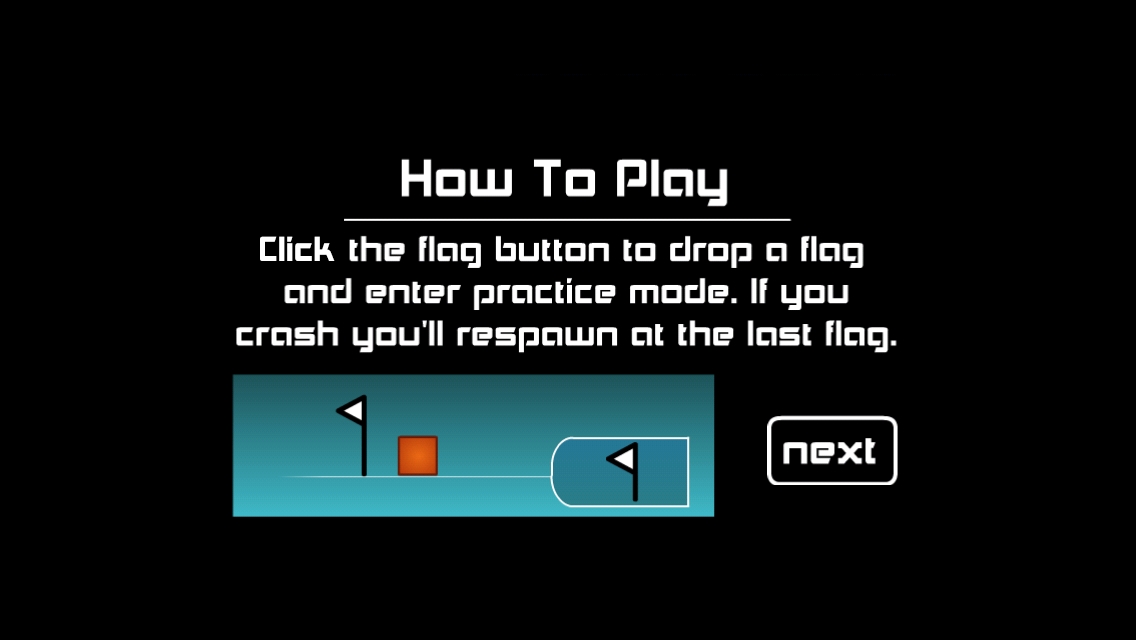 How To Play
Click the flag button to drop a flag
and enter practice mode. If you
crash you'll respawn at the last flag.
next